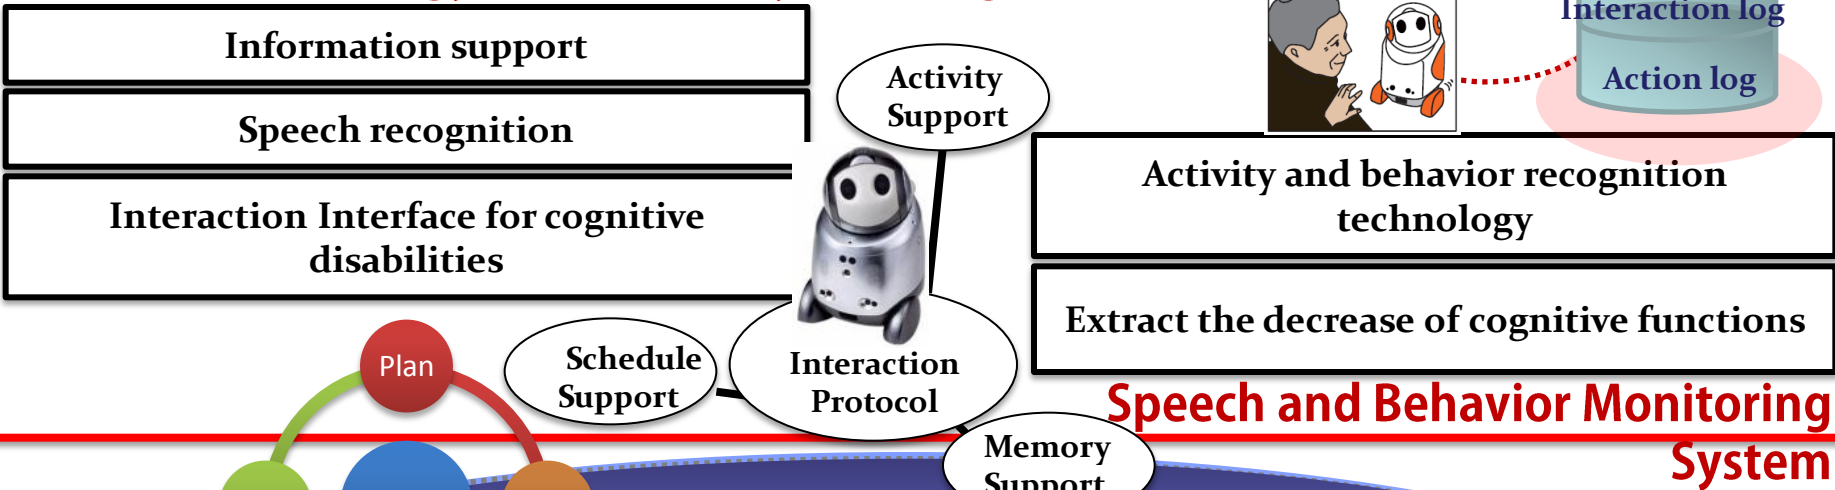 Information support
Speech recognition
Interaction Interface for cognitive
disabilities
Activity
Support
Interaction log
Action log
Activity and behavior recognition
technology
Extract the decrease of cognitive functions
Plan
Schedule
Support
Interaction
Protocol
Speech and Behavior Monitoring
System
Memory
Support